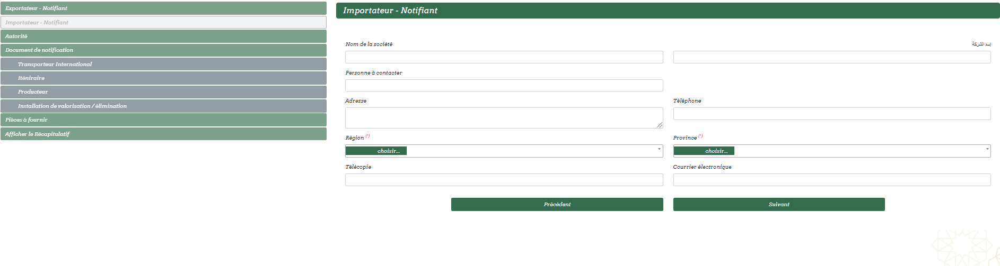 Exportateur - Notifiant
Importateur - Notifiant
Autorité
Document de notification
Transporteur International
Iténiraire
Producteur
Installation de valorisation / élimination
Pièces à fournir
Afficher le Récapitulatif
Importateur - Notifiant
Nom de la société
إسم الشركة
Personne à contacter
Adresse
Téléphone
Région (*)
Province (*)
choisir...
choisir...
Télécopie
Courrier électronique
Précédent
Suivant